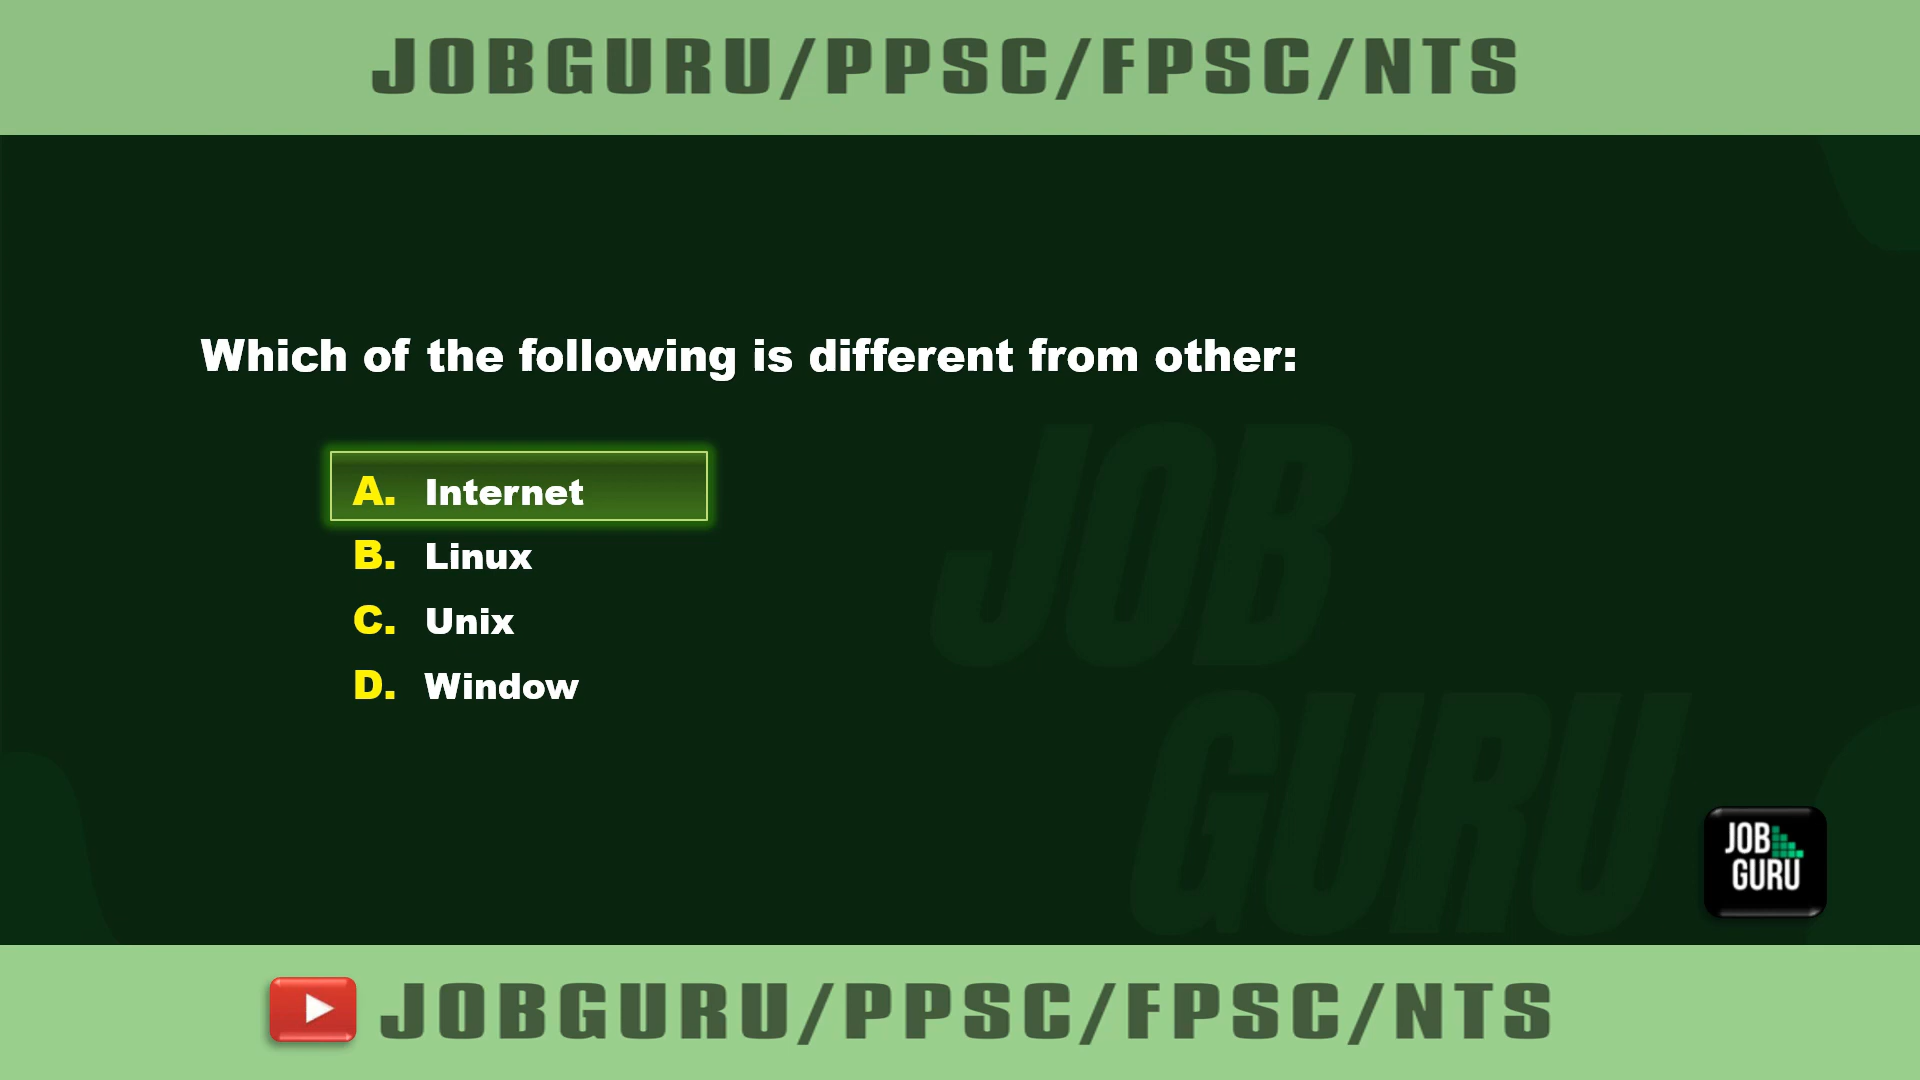 JOBGURU/PPSC/FPSC/NTS
Which of the following is different from other:
A. Internet
B. Linux
C. Unix
D. Window
JOB
GURU
JOB
GURU
JOBGURU/PPSC/FPSC/NTS